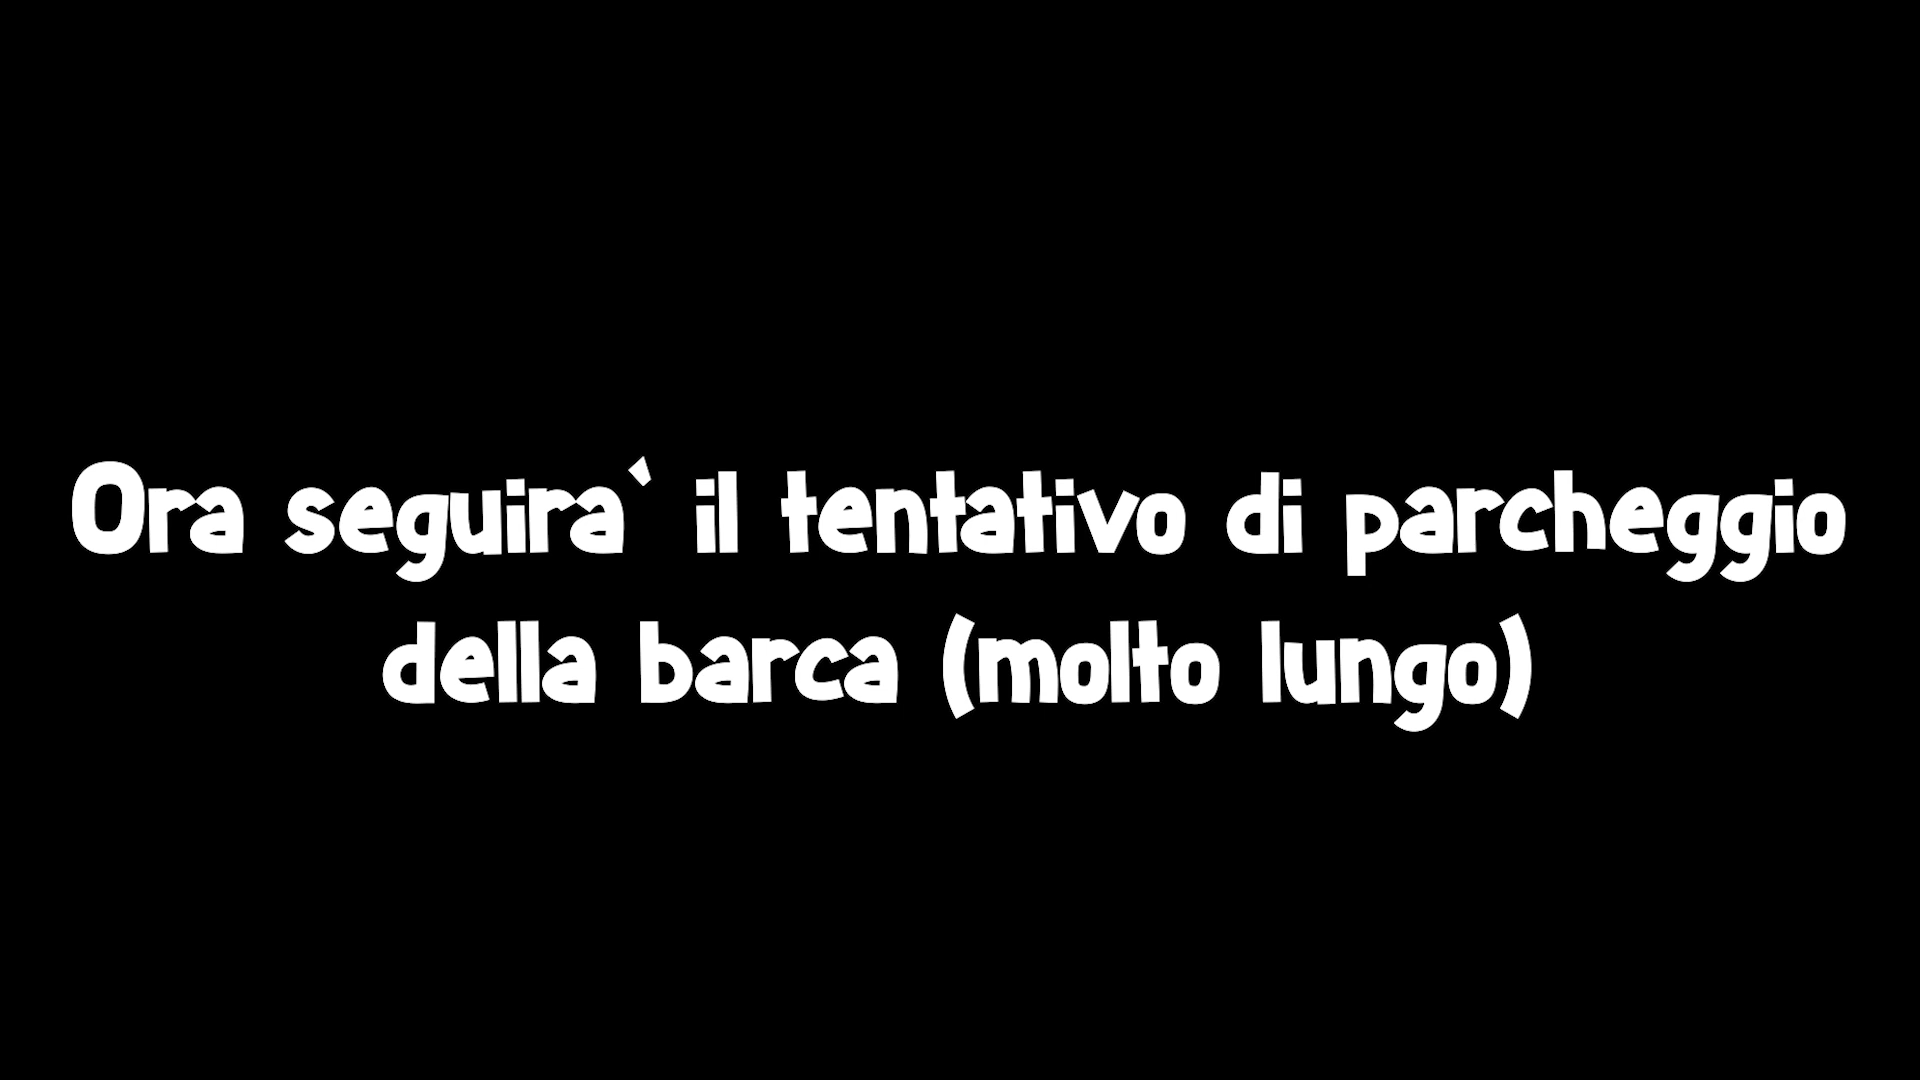 Ora seguira` il tentativo di parcheggio
della barca (molto lungo)